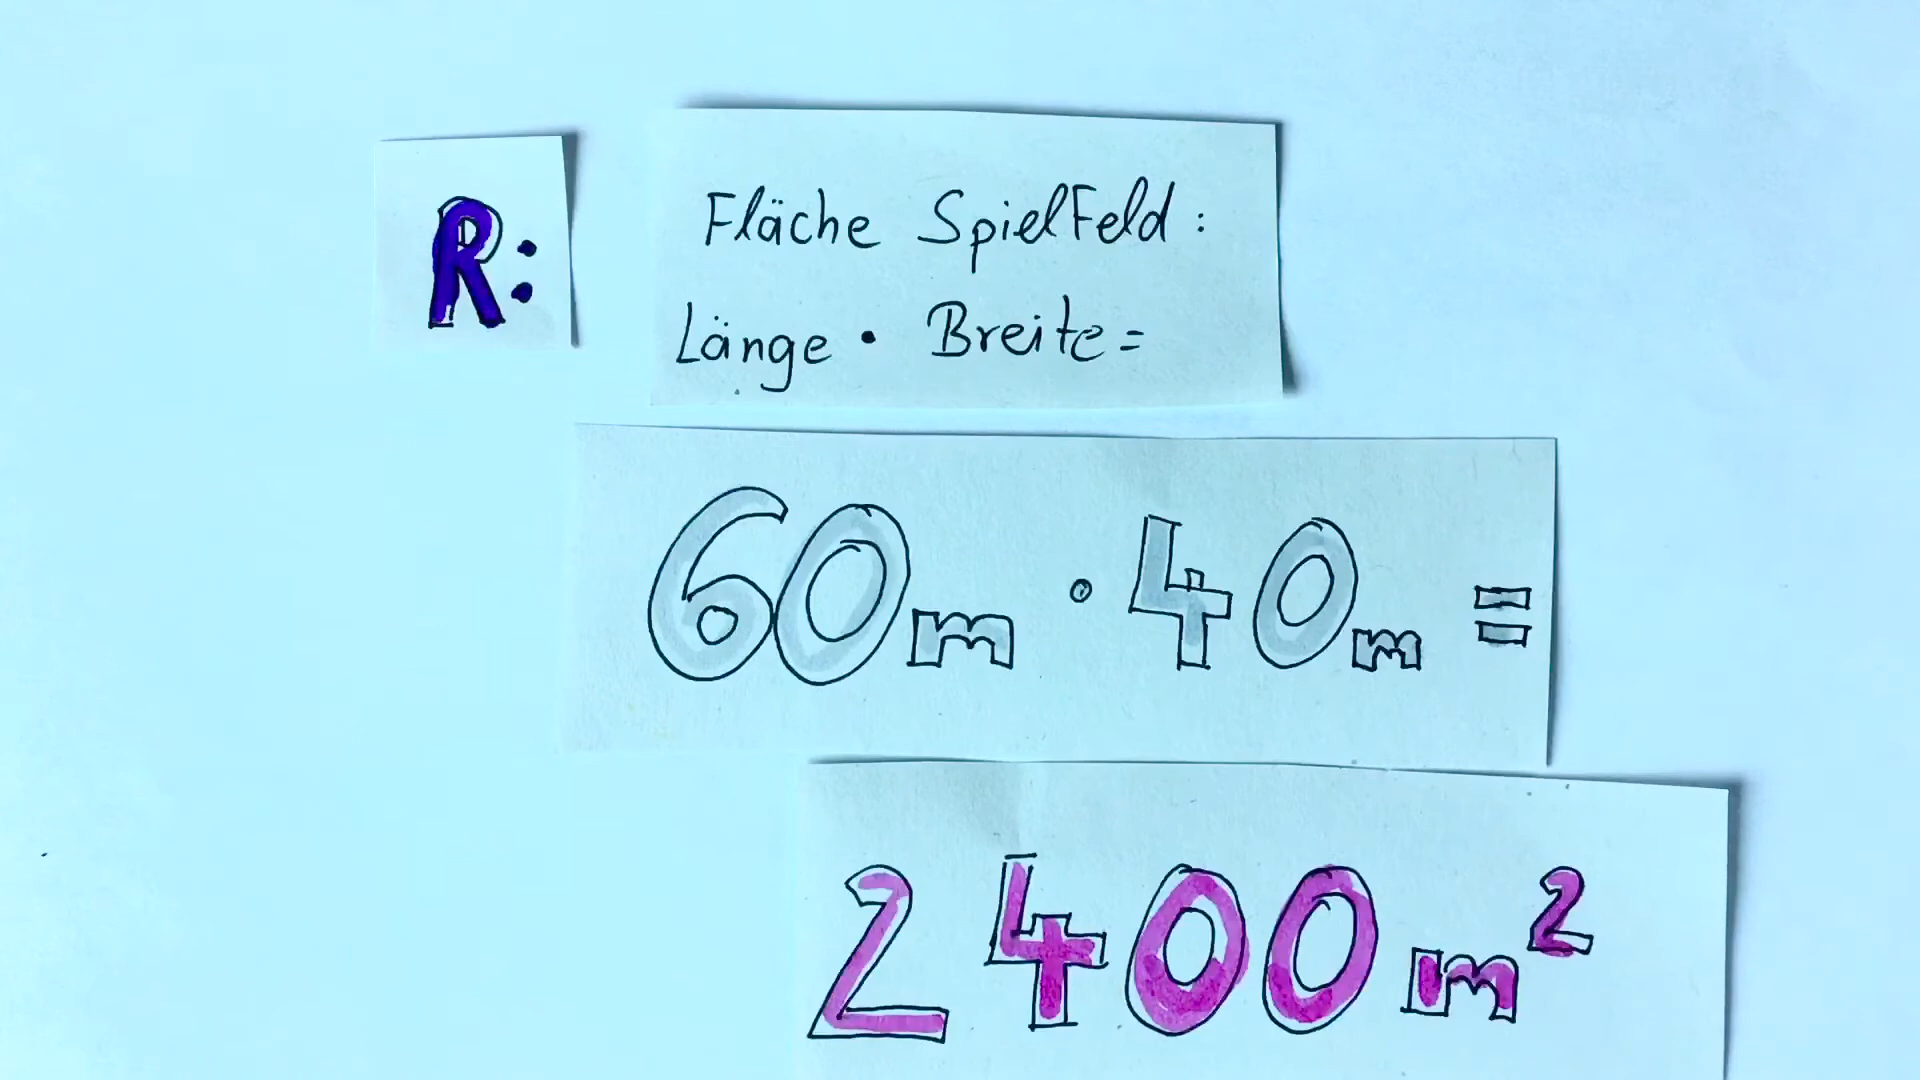 R:
Fläche Spielfeld:
Länge · Breite =
60m · 40m =
2400m²